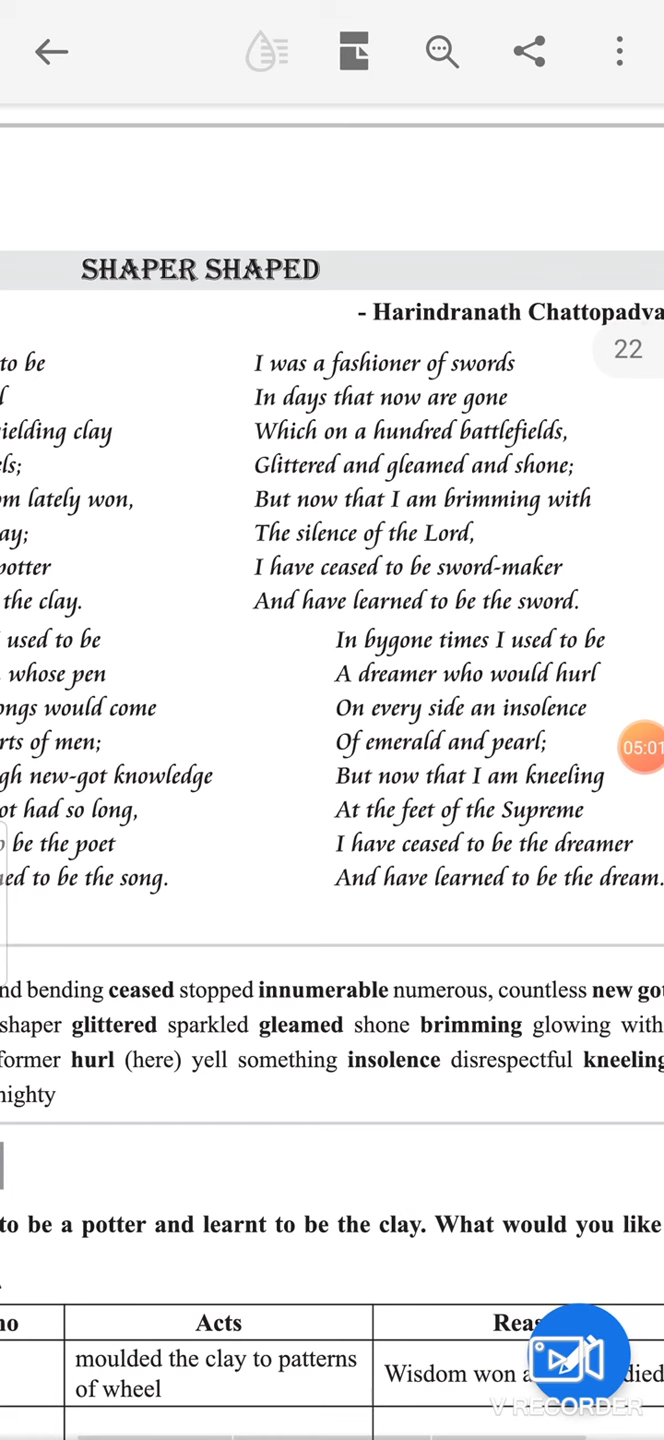 SHAPER SHAPED
- Harindranath Chattopadva
22
to be
ielding clay
els;
om lately won,
ay;
potter
the clay.
I was a fashioner of swords
In days that now are gone
Which on a hundred battlefields,
Glittered and gleamed and shone;
But now that I am brimming with
The silence of the Lord,
I have ceased to be sword-maker
And have learned to be the sword.
used to be
whose pen
ongs would come
rts of men;
gh new-got knowledge
ot had so long,
be the poet
ed to be the song.
In bygone times I used to be
A dreamer who would hurl
On every side an insolence
Of emerald and pearl;
But now that I am kneeling
At the feet of the Supreme
I have ceased to be the dreamer
And have learned to be the dream.
05:01
nd bending ceased stopped innumerable numerous, countless new got
shaper glittered sparkled gleamed shone brimming glowing with
former hurl (here) yell something insolence disrespectful kneeling
nighty
to be a potter and learnt to be the clay. What would you like
Acts Reas
moulded the clay to patterns
of wheel
Wisdom won a died
V RECORDER